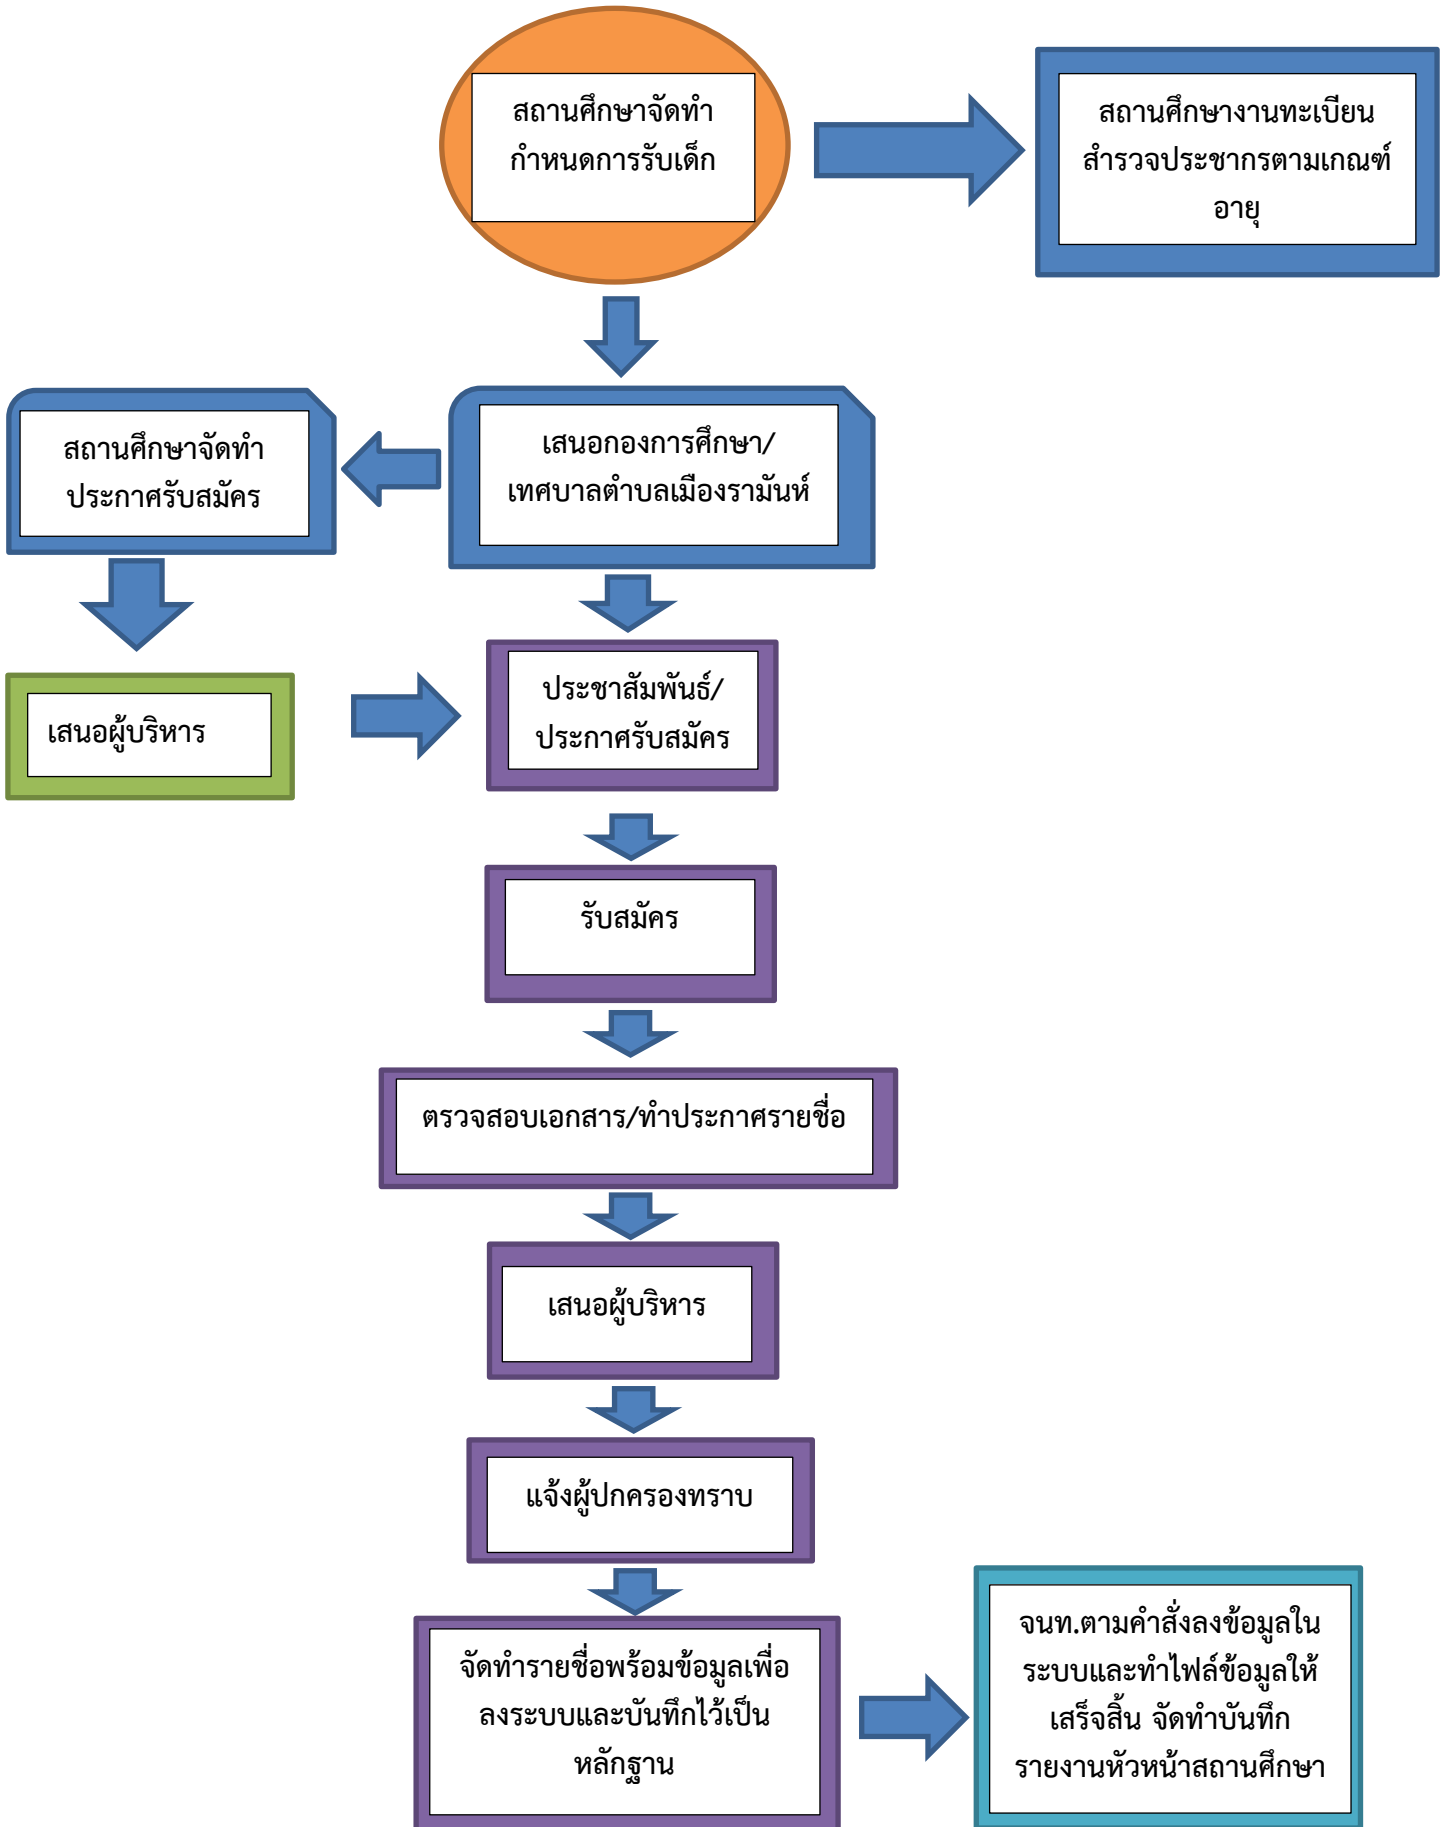 สถานศึกษาจัดทำ
กำหนดการรับเด็ก
สถานศึกษางานทะเบียน
สำรวจประชากรตามเกณฑ์
อายุ
สถานศึกษาจัดทำ
ประกาศรับสมัคร
เสนอกองการศึกษา/
เทศบาลตำบลเมืองรามันห์
เสนอผู้บริหาร
ประชาสัมพันธ์/
ประกาศรับสมัคร
รับสมัคร
ตรวจสอบเอกสาร/ทำประกาศรายชื่อ
เสนอผู้บริหาร
แจ้งผู้ปกครองทราบ
จัดทำรายชื่อพร้อมข้อมูลเพื่อ
ลงระบบและบันทึกไว้เป็น
หลักฐาน
จนท.ตามคำสั่งลงข้อมูลใน
ระบบและทำไฟล์ข้อมูลให้
เสร็จสิ้น จัดทำบันทึก
รายงานหัวหน้าสถานศึกษา